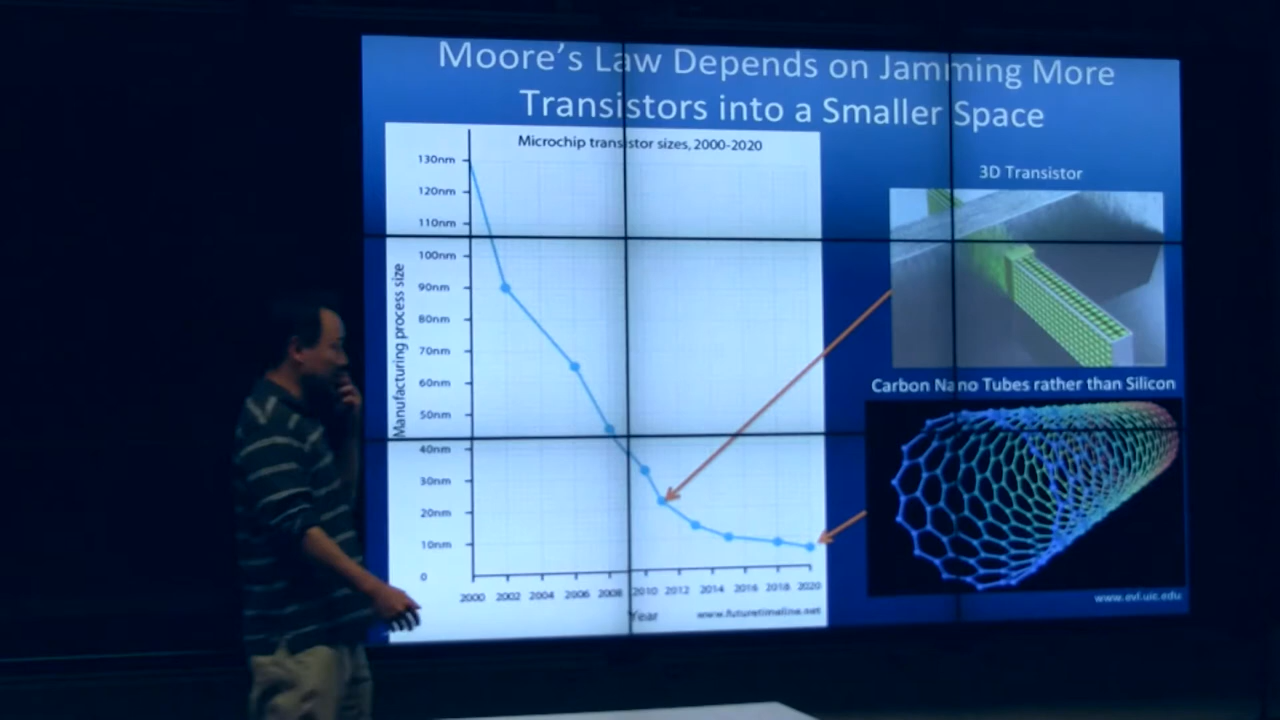 Moore's Law Depends on Jamming More
Transistors into a Smaller Space
Microchip transistor sizes, 2000-2020
130nm
120nm
110nm
100nm
90nm
80nm
70nm
60nm
50nm
40nm
30nm
20nm
10nm
0
Manufacturing process size
2000 2002 2004 2006 2008 2010 2012 2014 2016 2018 2020
Year
www.futuretimeline.net
3D Transistor
Carbon Nano Tubes rather than Silicon
www.evl.uic.edu